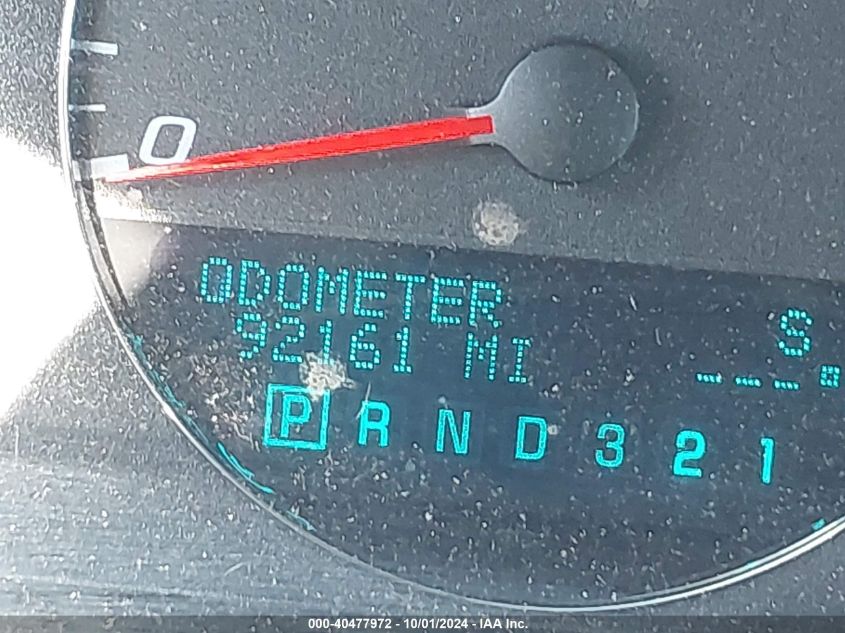 0
ODOMETER
92161 MI
S
P R N D 3 2 1
000-40477972 - 10/01/2024 - IAA Inc.